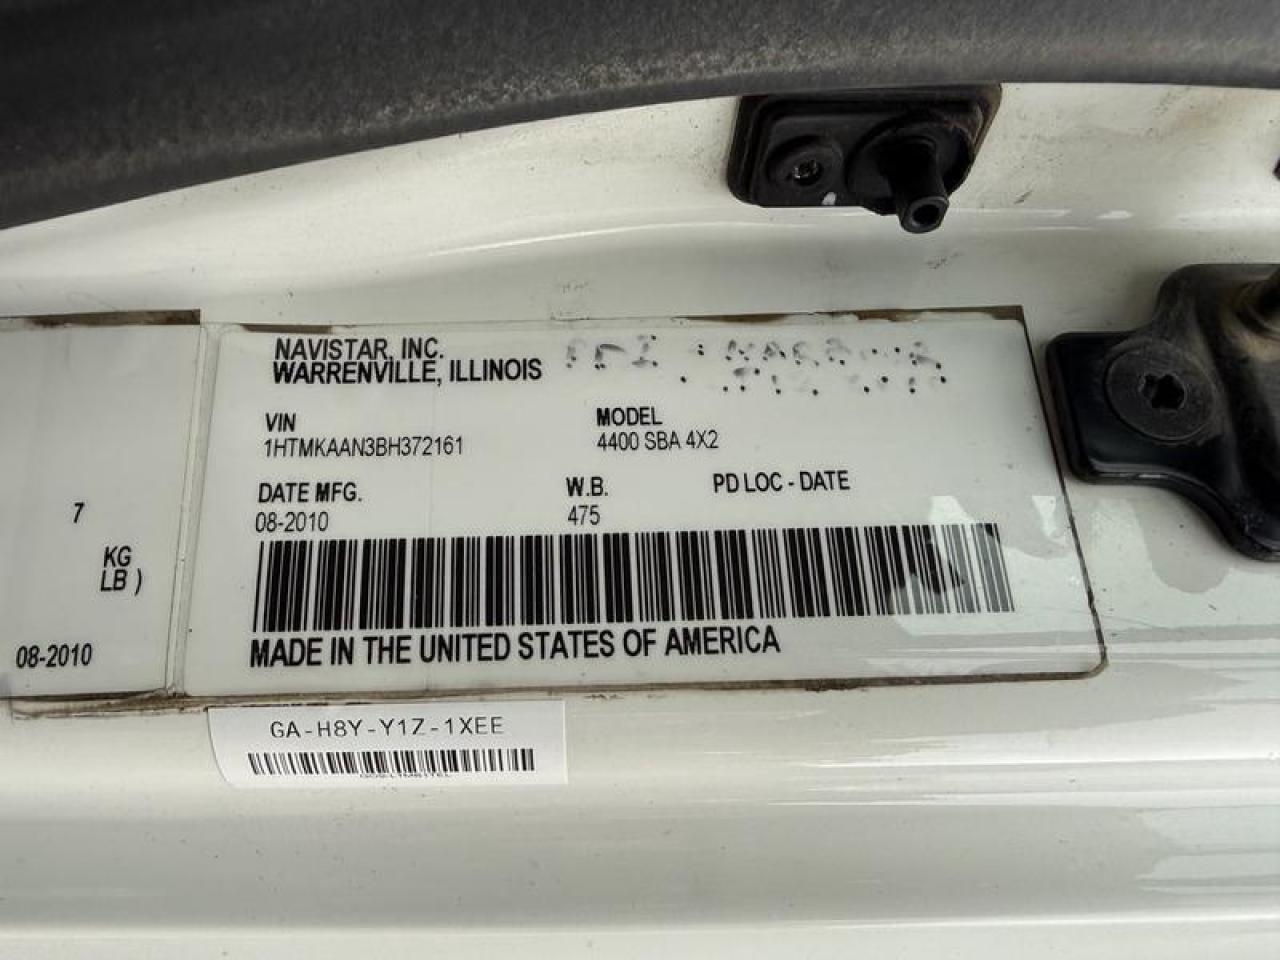 NAVISTAR, INC.
WARRENVILLE, ILLINOIS
VIN
1HTMKAAN3BH372161
MODEL
4400 SBA 4X2
DATE MFG.
08-2010
W.B.
475
PD LOC - DATE
MADE IN THE UNITED STATES OF AMERICA
7
KG
LB )
08-2010
GA-H8Y-Y1Z-1XEE